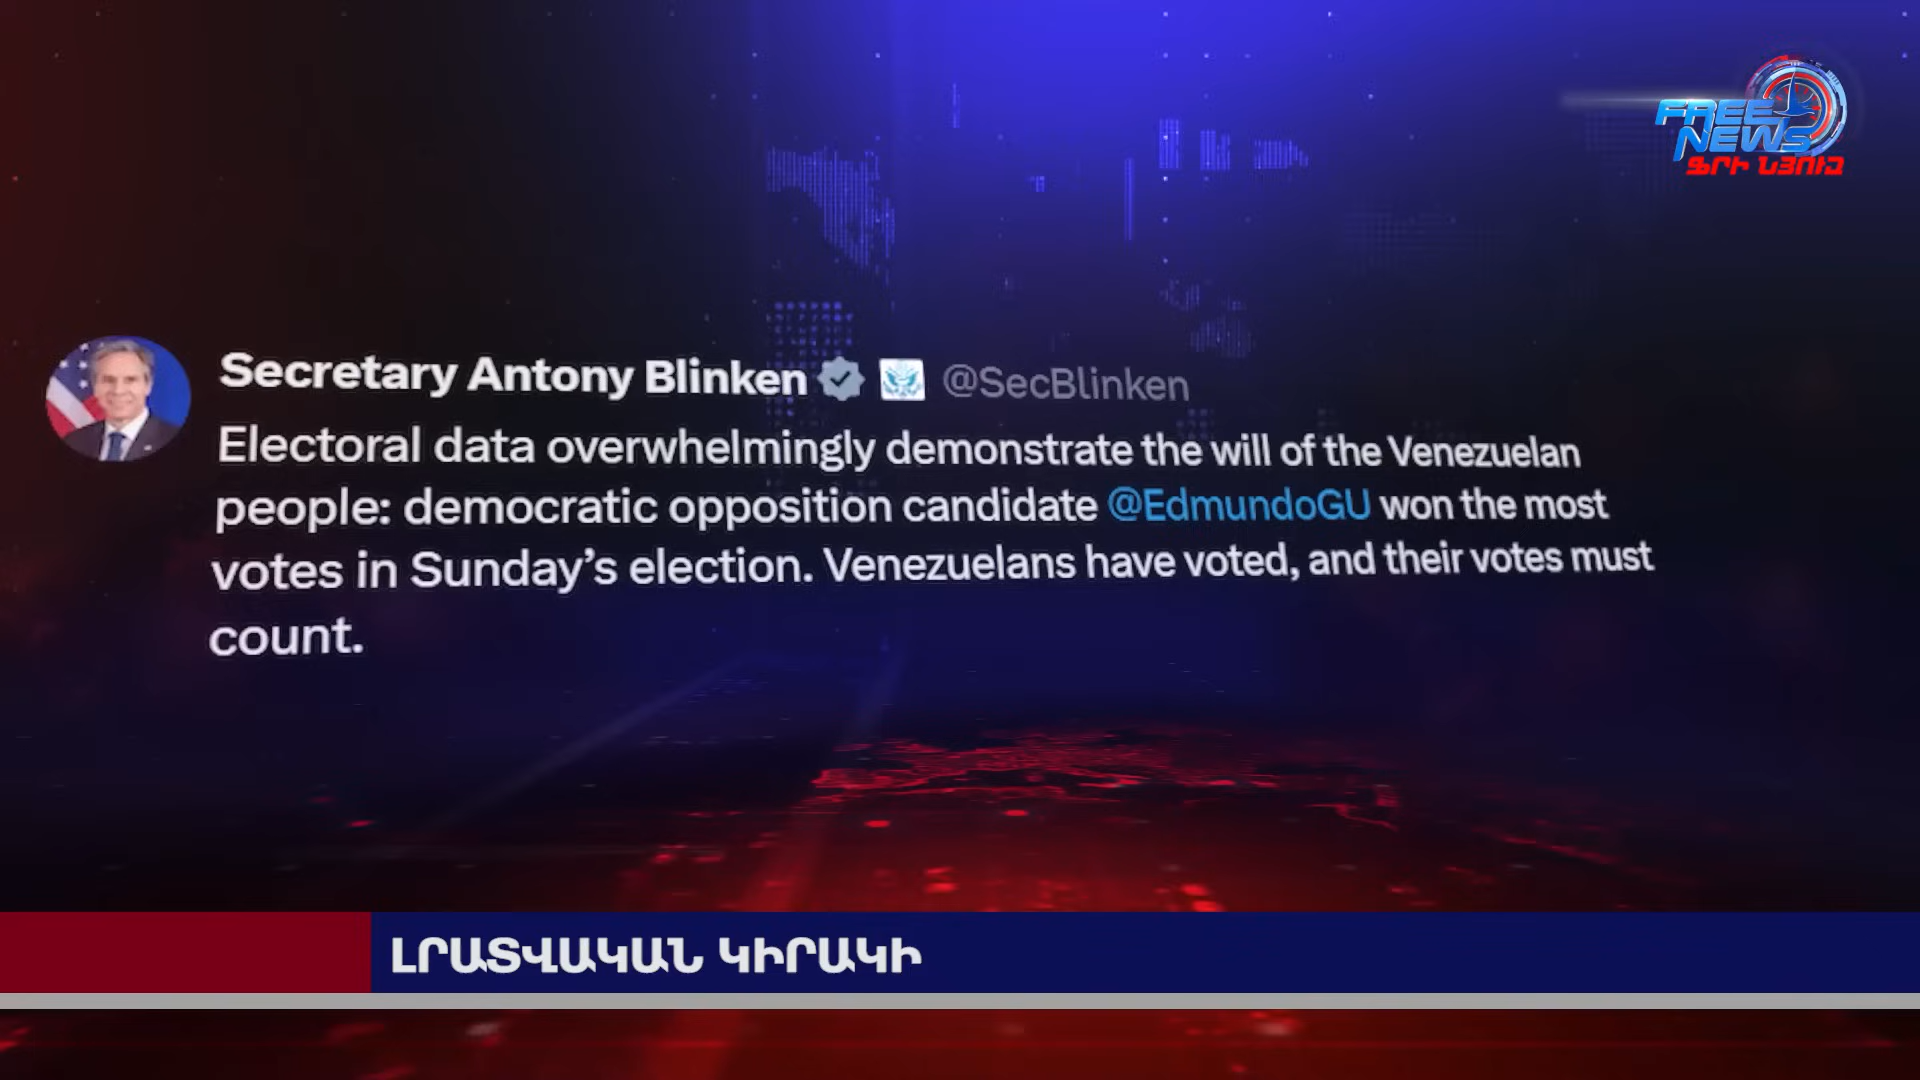 FREE
NEWS
ՖՐԻ ՆՅՈՒԶ
Secretary Antony Blinken @SecBlinken
Electoral data overwhelmingly demonstrate the will of the Venezuelan
people: democratic opposition candidate @EdmundoGU won the most
votes in Sunday’s election. Venezuelans have voted, and their votes must
count.
ԼՐԱՏՎԱԿԱՆ ԿԻՐԱԿԻ